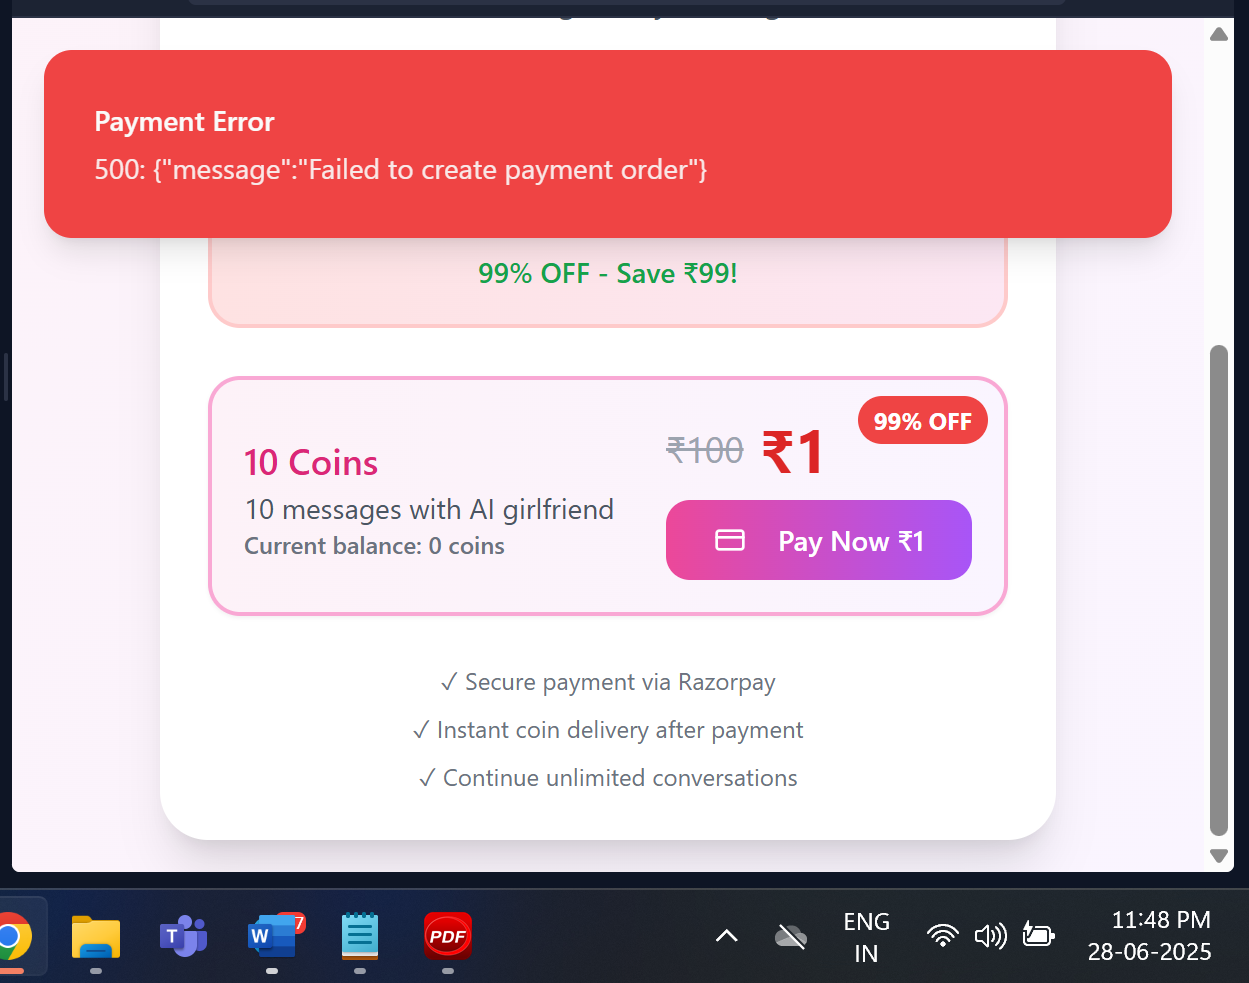 Payment Error
500: {"message":"Failed to create payment order"}
99% OFF - Save ₹99!
99% OFF
₹100 ₹1
10 Coins
10 messages with AI girlfriend
Current balance: 0 coins
Pay Now ₹1
✓ Secure payment via Razorpay
✓ Instant coin delivery after payment
✓ Continue unlimited conversations
T
W
7
PDF
ENG
IN
11:48 PM
28-06-2025